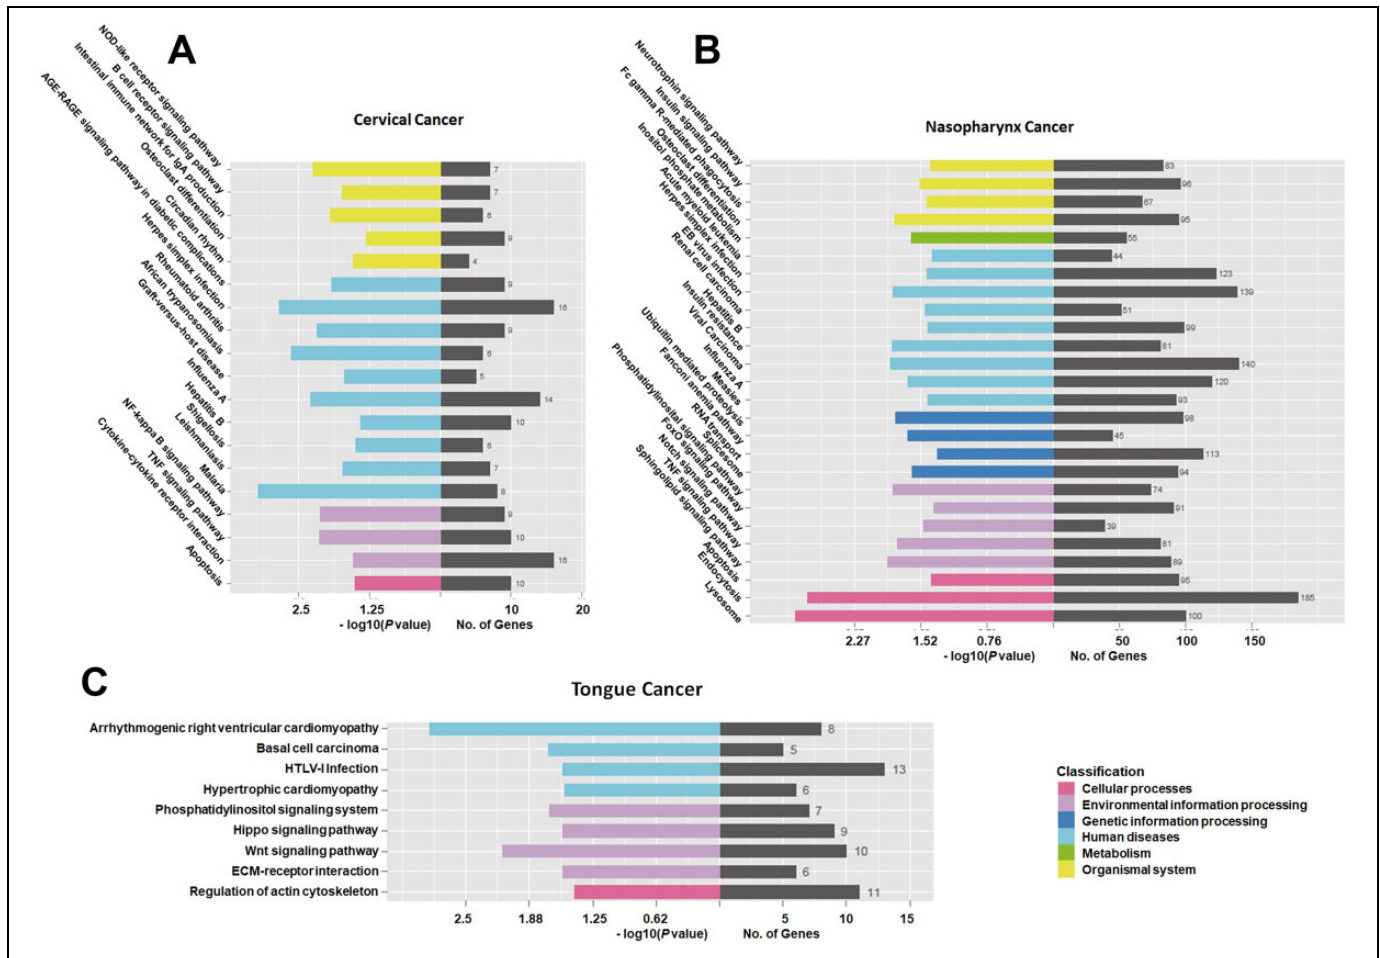 A
Cervical Cancer
NOD-like receptor signaling pathway
B cell receptor signaling pathway
Intestinal immune network for IgA production
Osteoclast differentiation
Circadian rhythm
AGE-RAGE signaling pathway in diabetic complications
Herpes simplex infection
Rheumatoid arthritis
African trypanosomiasis
Graft-versus-host disease
Influenza A
Hepatitis B
Shigellosis
Leishmaniasis
Malaria
NF-kappa B signaling pathway
TNF signaling pathway
Cytokine-cytokine receptor interaction
Apoptosis
7
7
6
9
4
9
16
9
6
5
14
10
6
7
8
9
10
16
10
2.5 1.25 10 20
- log10(P value) No. of Genes
B
Nasopharynx Cancer
Neurotrophin signaling pathway
Insulin signaling pathway
Fc gamma R-mediated phagocytosis
Osteoclast differentiation
Inositol phosphate metabolism
Acute myeloid leukemia
Herpes simplex infection
EB virus infection
Renal cell carcinoma
Hepatitis B
Insulin resistance
Viral Carcinoma
Influenza A
Measles
Ubiquitin mediated proteolysis
Fanconi anemia pathway
RNA transport
Spliceosome
Phosphatidylinositol signaling pathway
FoxO signaling pathway
Notch signaling pathway
TNF signaling pathway
Sphingolipid signaling pathway
Apoptosis
Endocytosis
Lysosome
83
96
67
95
55
44
123
139
51
99
81
140
120
93
98
45
113
94
74
91
39
81
89
95
185
100
2.27 1.52 0.76 50 100 150
- log10(P value) No. of Genes
C
Tongue Cancer
Arrhythmogenic right ventricular cardiomyopathy 8
Basal cell carcinoma 5
HTLV-I Infection 13
Hypertrophic cardiomyopathy 6
Phosphatidylinositol signaling system 7
Hippo signaling pathway 9
Wnt signaling pathway 10
ECM-receptor interaction 6
Regulation of actin cytoskeleton 11
2.5 1.88 1.25 0.62 5 10 15
- log10(P value) No. of Genes
Classification
Cellular processes
Environmental information processing
Genetic information processing
Human diseases
Metabolism
Organismal system